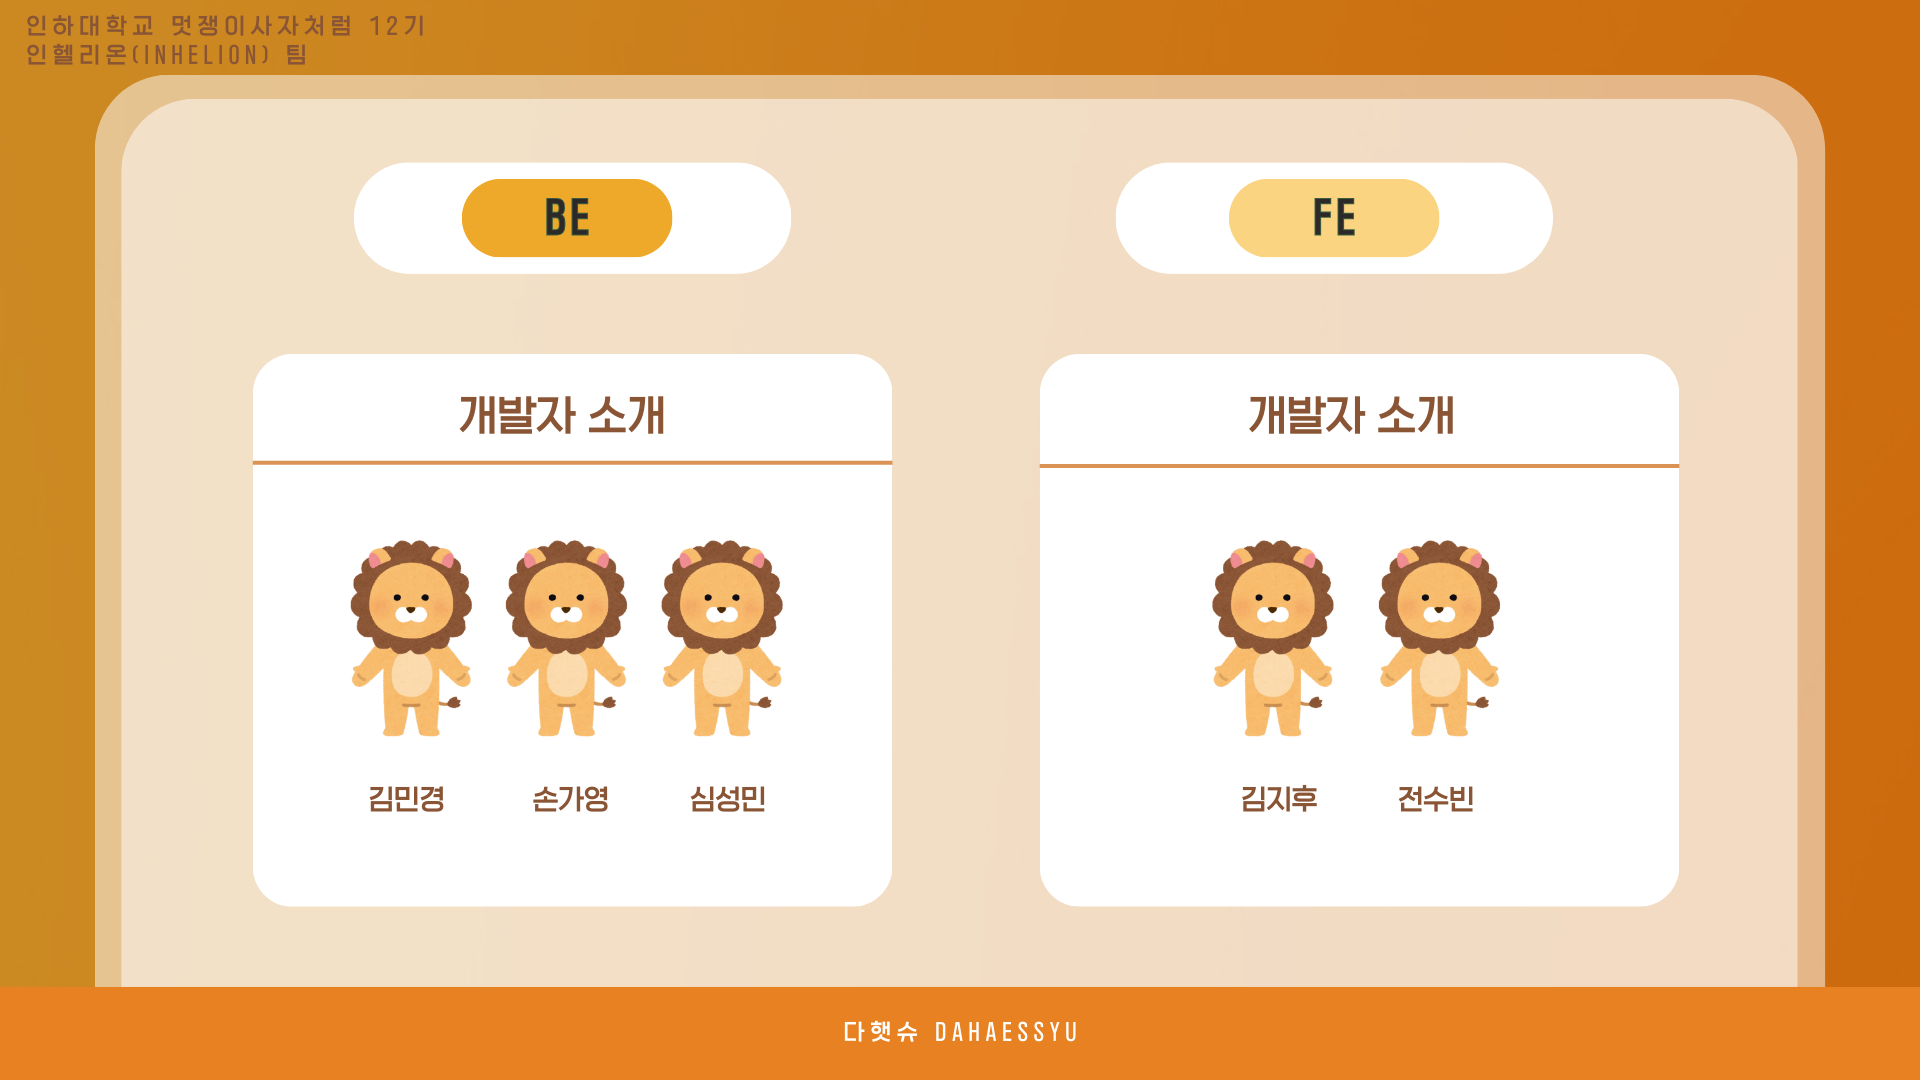 인하대학교 멋쟁이사자처럼 12기
인헬리온(INHELION) 팀
BE
개발자 소개
김민경 손가영 심성민
FE
개발자 소개
김지후 전수빈
다햇슈 DAHAESSYU